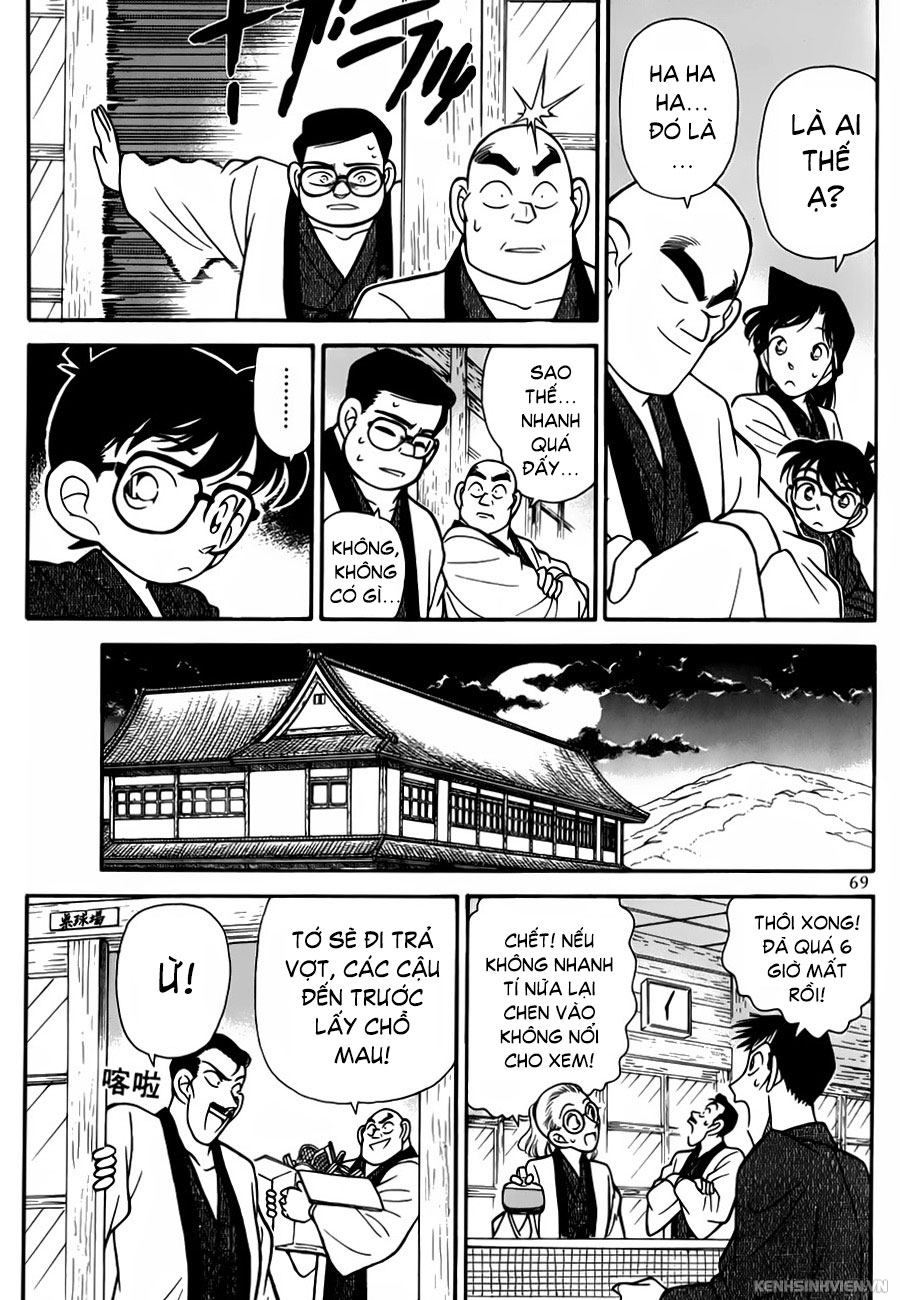 LÀ AI
THẾ
Ạ?
HA HA
HA...
ĐÓ LÀ
...
SAO
THẾ...
NHANH
QUÁ
ĐẤY...
KHÔNG,
KHÔNG
CÓ GÌ...
.........
69
THÔI XONG!
ĐÃ QUÁ 6
GIỜ MẤT
RỒI!
CHẾT! NẾU
KHÔNG NHANH
TÍ NỮA LẠI
CHEN VÀO
KHÔNG NỔI
CHO XEM!
TỚ SẼ ĐI TRẢ
VỢT, CÁC CẬU
ĐẾN TRƯỚC
LẤY CHỖ
MAU!
Ừ!
桌球場
喀啦
KENHSINHVIEN.VN